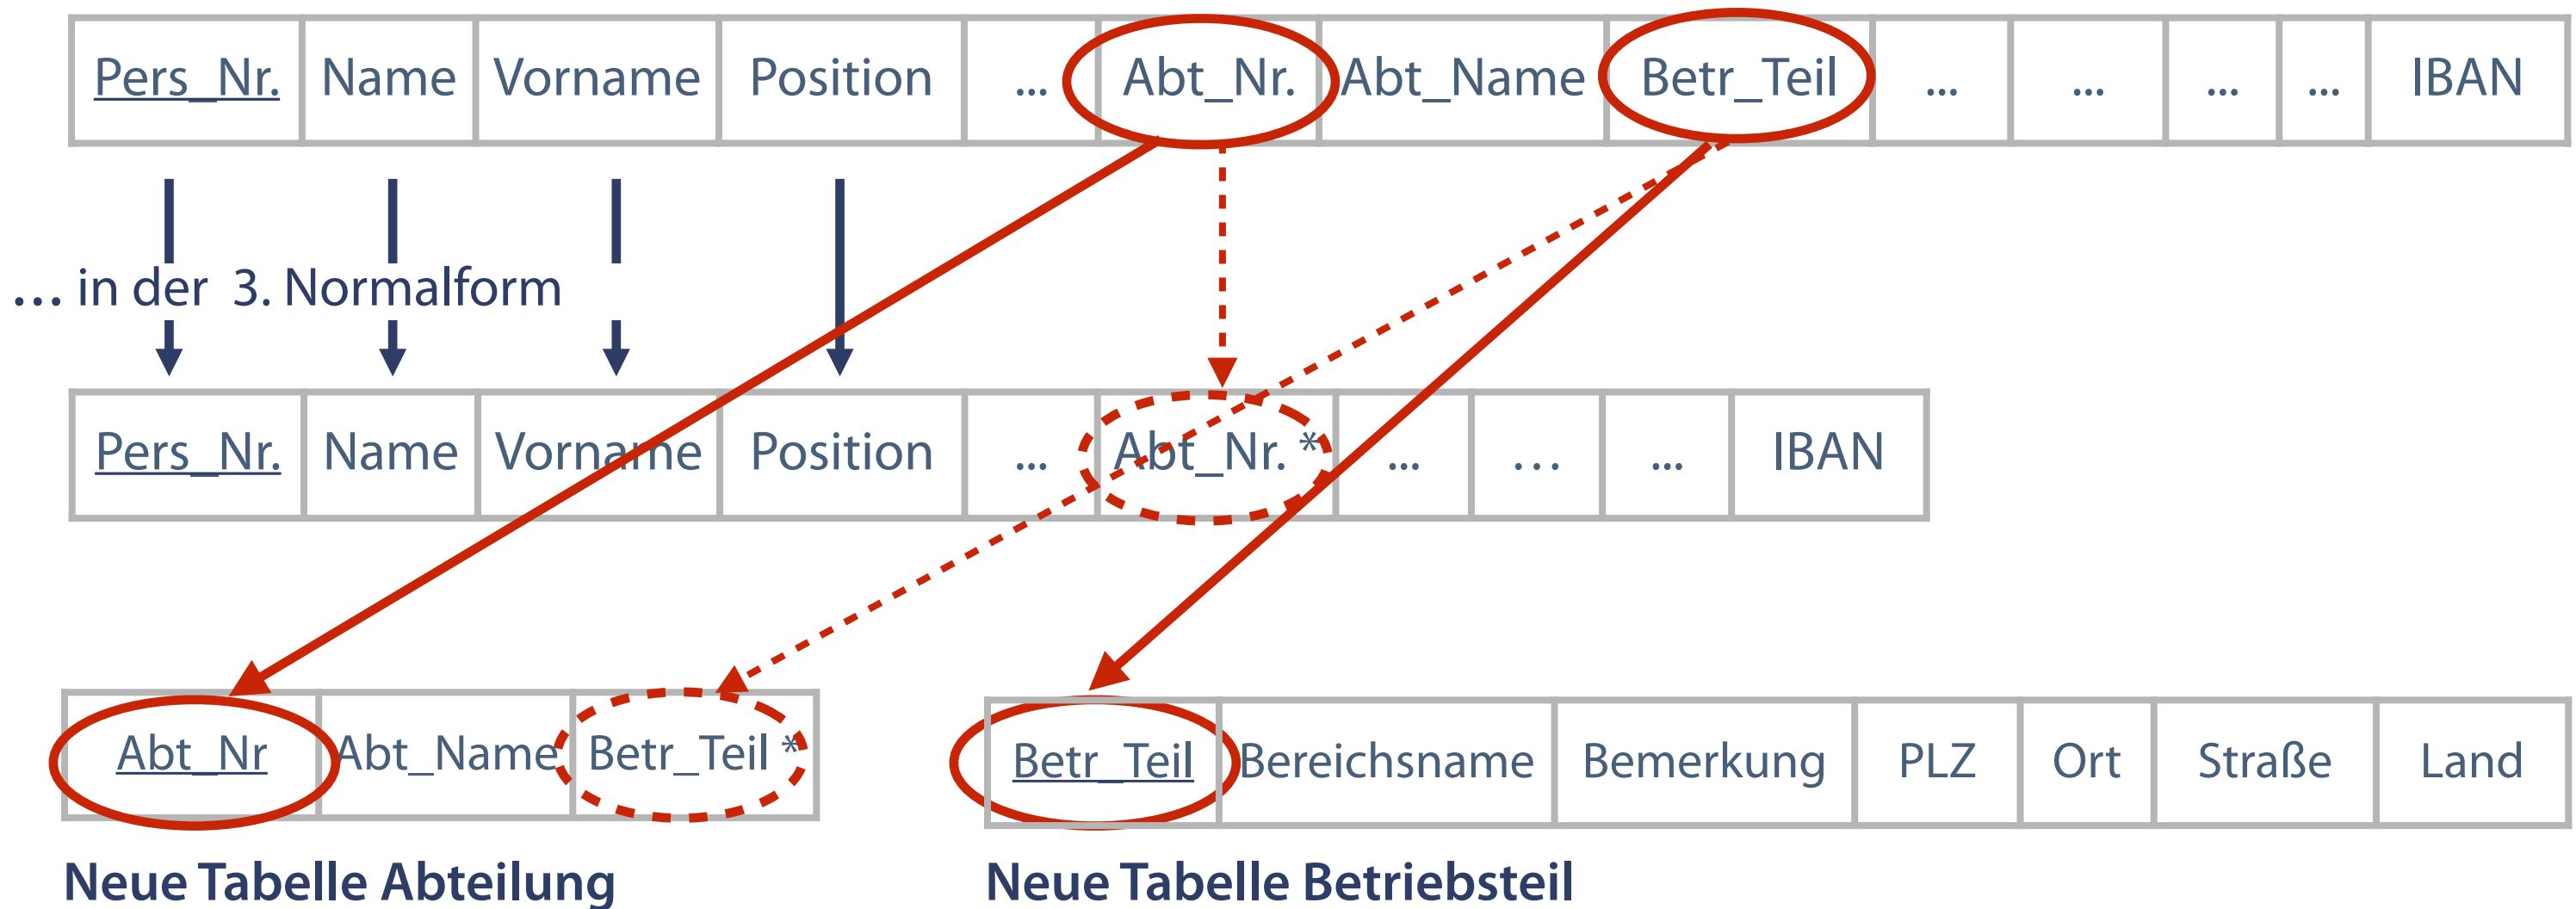 Pers_Nr. Name Vorname Position ... Abt_Nr. Abt_Name Betr_Teil ... ... ... ... IBAN
... in der 3. Normalform
Pers_Nr. Name Vorname Position ... Abt_Nr. * ... ... ... IBAN
Abt_Nr Abt_Name Betr_Teil *
Betr_Teil Bereichsname Bemerkung PLZ Ort Straße Land
Neue Tabelle Abteilung
Neue Tabelle Betriebsteil